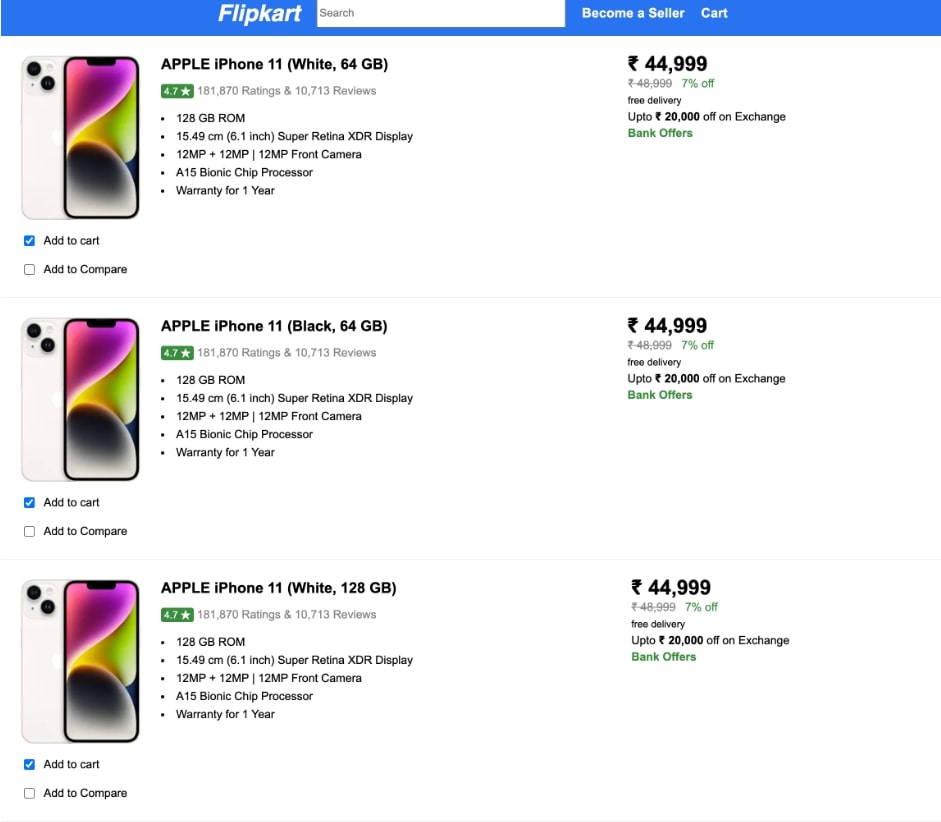 Flipkart Search Become a Seller Cart
APPLE iPhone 11 (White, 64 GB)
4.7 ★ 181,870 Ratings & 10,713 Reviews
• 128 GB ROM
• 15.49 cm (6.1 inch) Super Retina XDR Display
• 12MP + 12MP | 12MP Front Camera
• A15 Bionic Chip Processor
• Warranty for 1 Year
₹ 44,999
₹ 48,999 7% off
free delivery
Upto ₹ 20,000 off on Exchange
Bank Offers
Add to cart
Add to Compare
APPLE iPhone 11 (Black, 64 GB)
4.7 ★ 181,870 Ratings & 10,713 Reviews
• 128 GB ROM
• 15.49 cm (6.1 inch) Super Retina XDR Display
• 12MP + 12MP | 12MP Front Camera
• A15 Bionic Chip Processor
• Warranty for 1 Year
₹ 44,999
₹ 48,999 7% off
free delivery
Upto ₹ 20,000 off on Exchange
Bank Offers
Add to cart
Add to Compare
APPLE iPhone 11 (White, 128 GB)
4.7 ★ 181,870 Ratings & 10,713 Reviews
• 128 GB ROM
• 15.49 cm (6.1 inch) Super Retina XDR Display
• 12MP + 12MP | 12MP Front Camera
• A15 Bionic Chip Processor
• Warranty for 1 Year
₹ 44,999
₹ 48,999 7% off
free delivery
Upto ₹ 20,000 off on Exchange
Bank Offers
Add to cart
Add to Compare